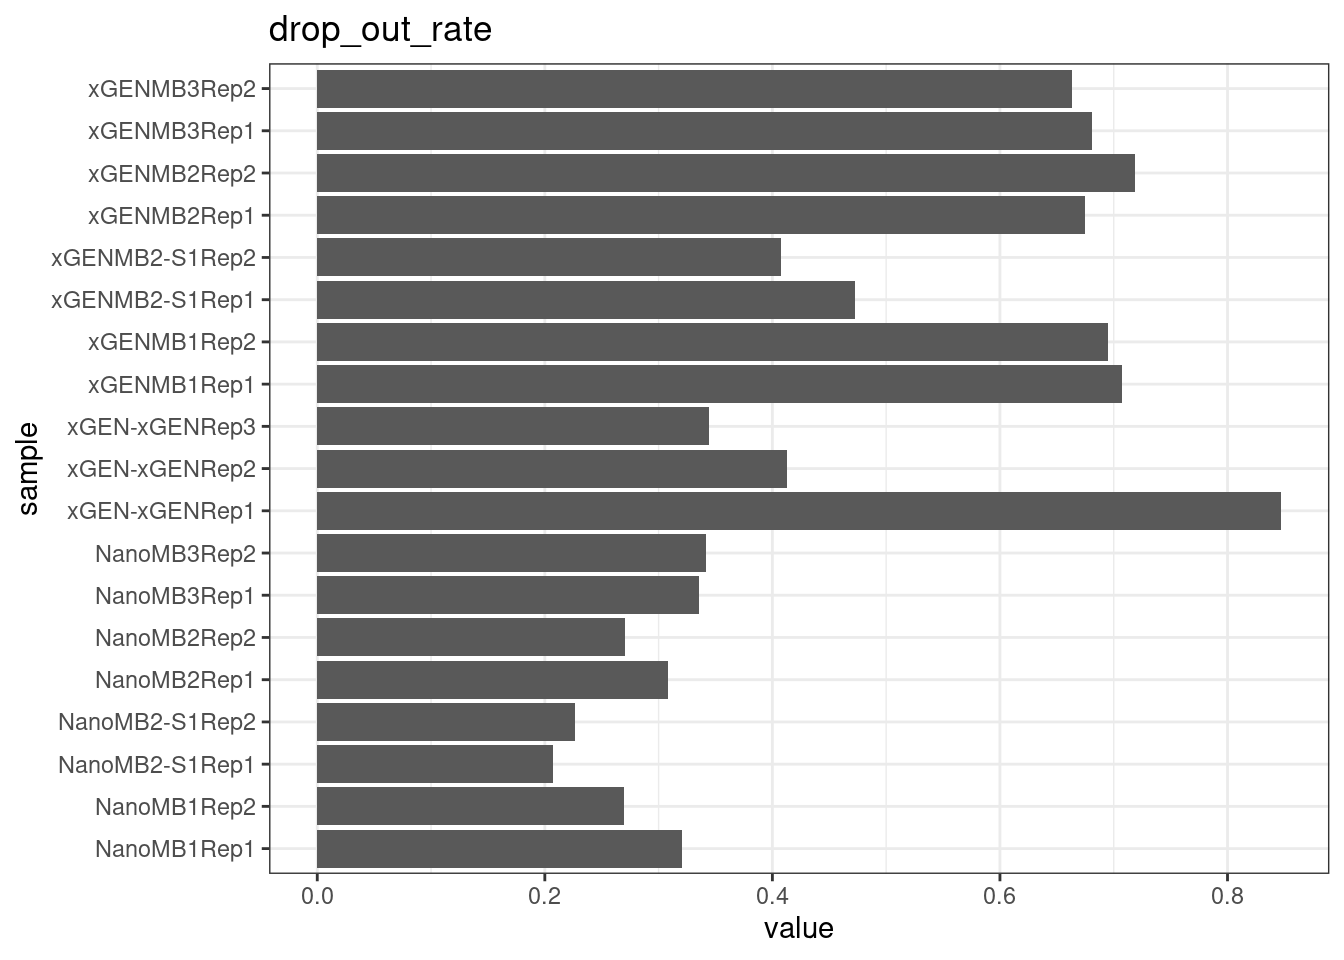 drop_out_rate
sample
xGENMB3Rep2
xGENMB3Rep1
xGENMB2Rep2
xGENMB2Rep1
xGENMB2-S1Rep2
xGENMB2-S1Rep1
xGENMB1Rep2
xGENMB1Rep1
xGEN-xGENRep3
xGEN-xGENRep2
xGEN-xGENRep1
NanoMB3Rep2
NanoMB3Rep1
NanoMB2Rep2
NanoMB2Rep1
NanoMB2-S1Rep2
NanoMB2-S1Rep1
NanoMB1Rep2
NanoMB1Rep1
0.0 0.2 0.4 0.6 0.8
value